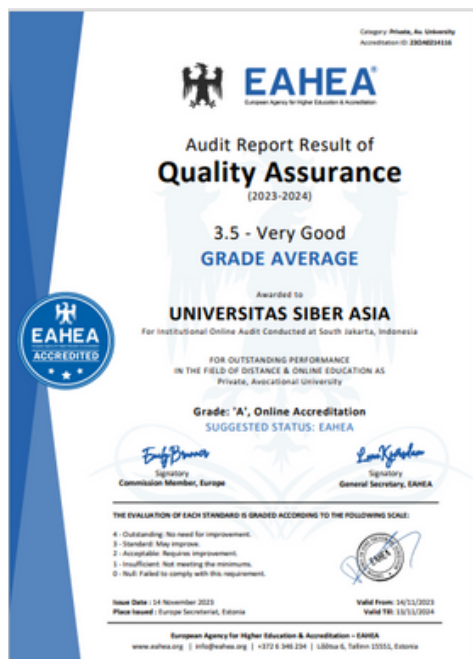 Category: Private, Av. University
Accreditation ID: 23OA0214116
EAHEA®
European Agency for Higher Education & Accreditation
Audit Report Result of
Quality Assurance
(2023-2024)
3.5 - Very Good
GRADE AVERAGE
Awarded to
UNIVERSITAS SIBER ASIA
For Institutional Online Audit Conducted at South Jakarta, Indonesia
EAHEA
ACCREDITED
FOR OUTSTANDING PERFORMANCE
IN THE FIELD OF DISTANCE & ONLINE EDUCATION AS
Private, Avocational University
Grade: 'A', Online Accreditation
SUGGESTED STATUS: EAHEA
Signatory
Commission Member, Europe
Signatory
General Secretary, EAHEA
THE EVALUATION OF EACH STANDARD IS GRADED ACCORDING TO THE FOLLOWING SCALE:
4 - Outstanding: No need for improvement.
3 - Standard: May improve.
2 - Acceptable: Requires improvement.
1 - Insufficient: Not meeting the minimums.
0 - Null: Failed to comply with this requirement.
EAHEA
Issue Date : 14 November 2023
Place Issued : Europe Secreteriet, Estonia
Valid From: 14/11/2023
Valid Till: 13/11/2024
European Agency for Higher Education & Accreditation – EAHEA
www.eahea.org | info@eahea.org | +372 6 346 234 | Lõõtsa 6, Tallinn 15551, Estonia